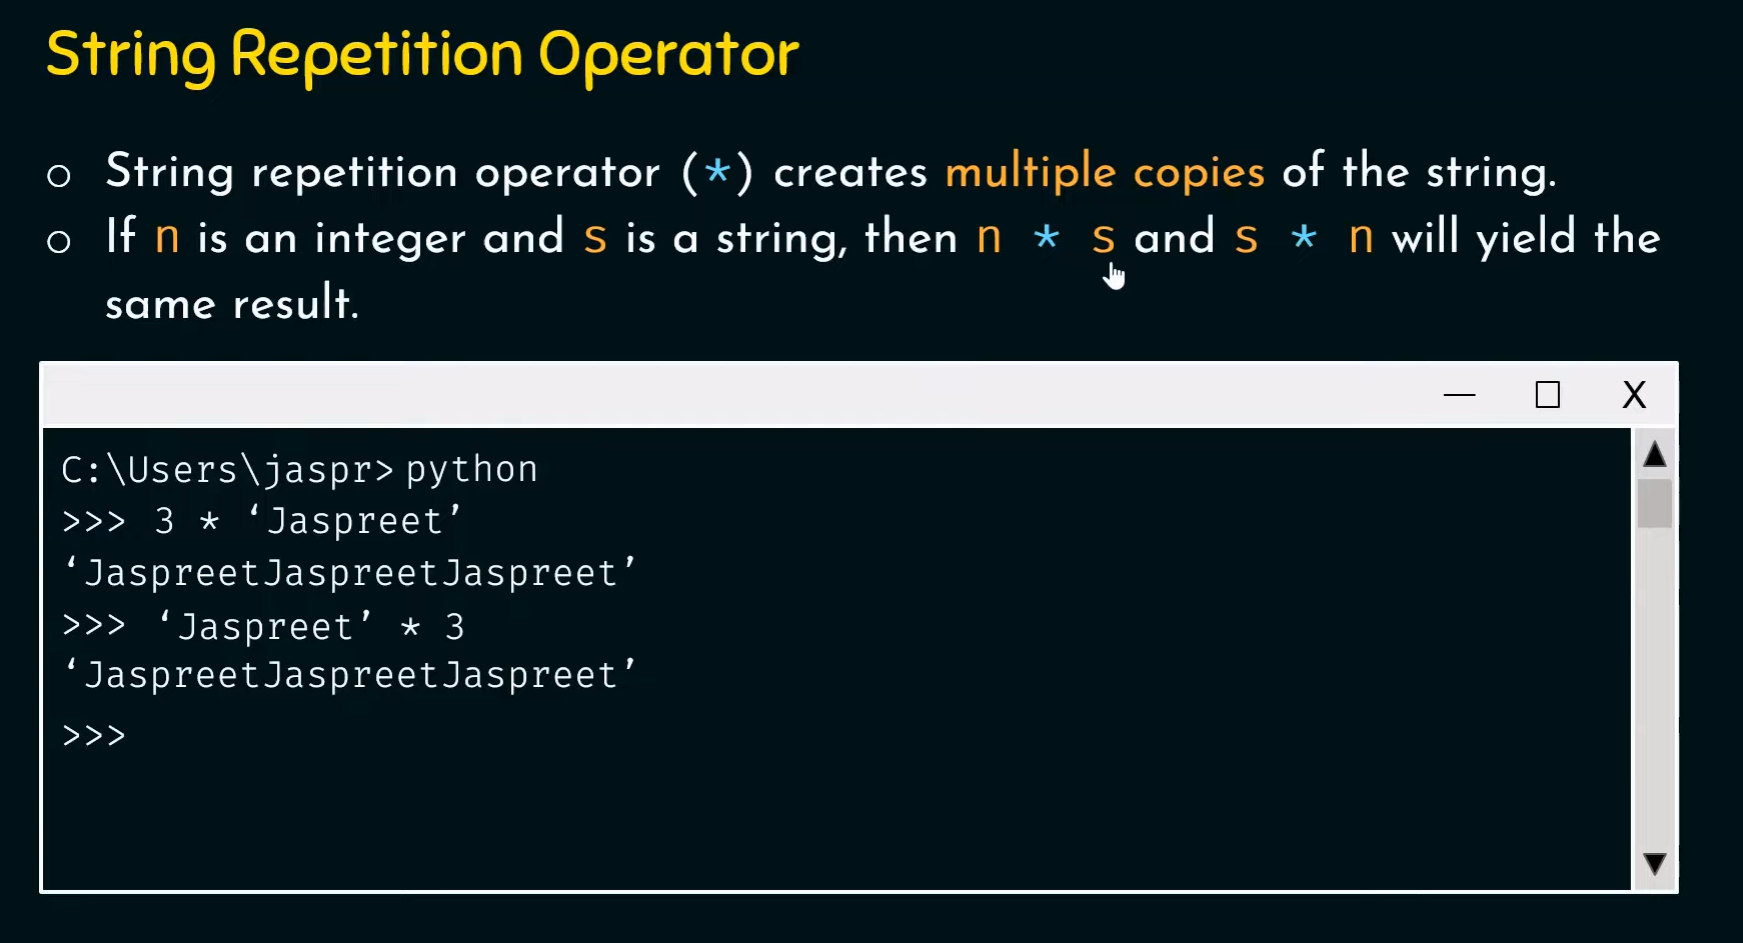 String Repetition Operator
○ String repetition operator (*) creates multiple copies of the string.
○ If n is an integer and s is a string, then n * s and s * n will yield the
same result.
— □ X
C:\Users\jaspr> python
>>> 3 * ‘Jaspreet’
‘JaspreetJaspreetJaspreet’
>>> ‘Jaspreet’ * 3
‘JaspreetJaspreetJaspreet’
>>>